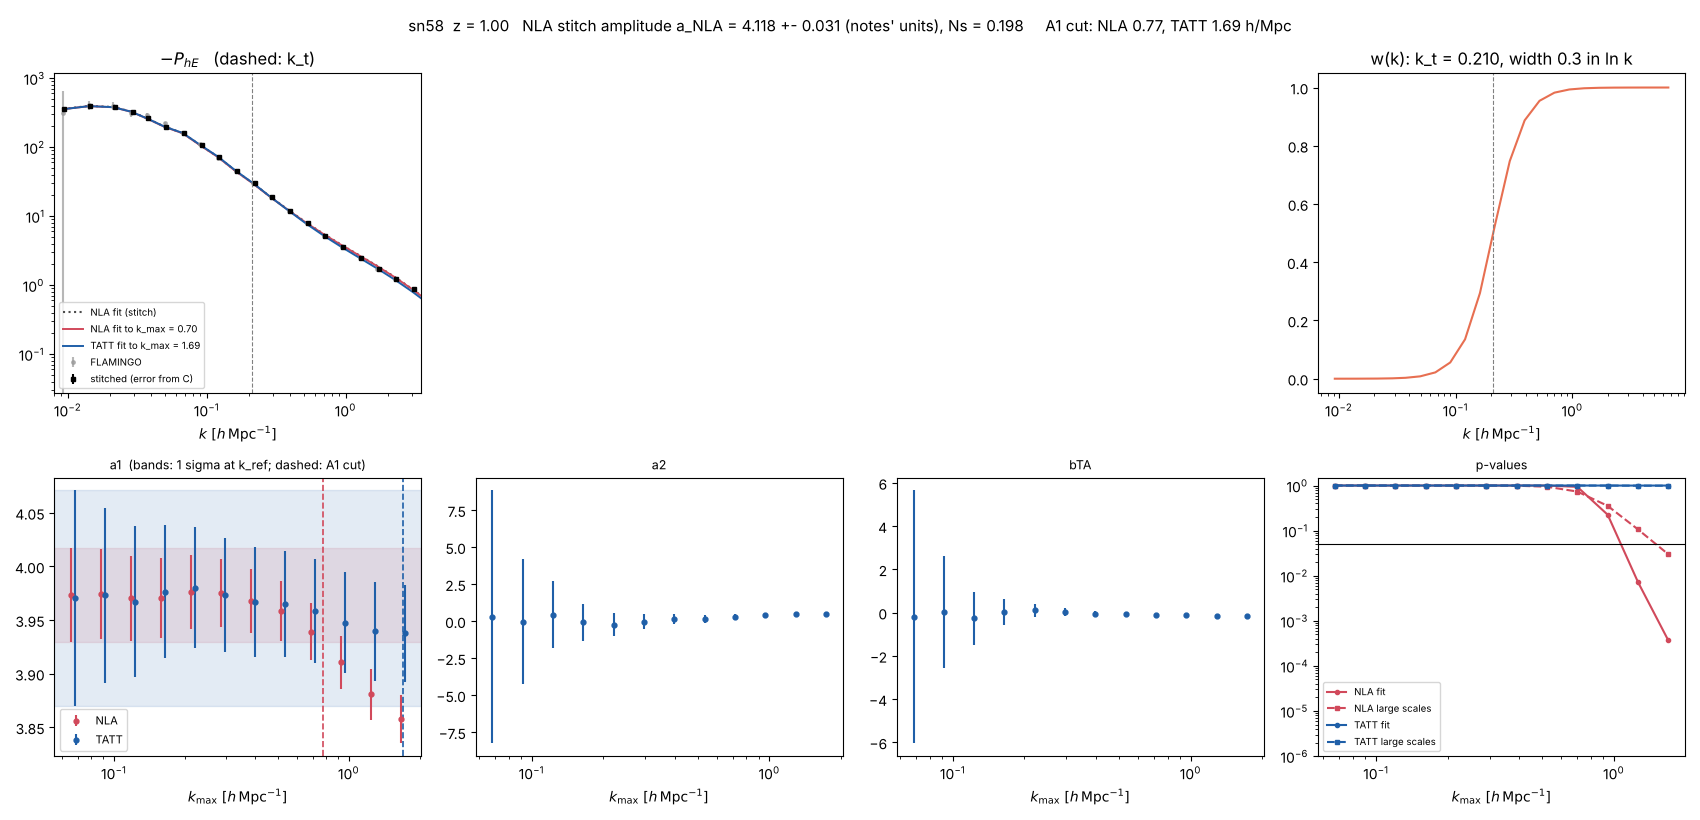 sn58  z = 1.00   NLA stitch amplitude a_NLA = 4.118 +- 0.031 (notes' units), Ns = 0.198     A1 cut: NLA 0.77, TATT 1.69 h/Mpc
−P_hE   (dashed: k_t)
10³
10²
10¹
10⁰
10⁻¹
NLA fit (stitch)
NLA fit to k_max = 0.70
TATT fit to k_max = 1.69
FLAMINGO
stitched (error from C)
10⁻² 10⁻¹ 10⁰
k [h Mpc⁻¹]
w(k): k_t = 0.210, width 0.3 in ln k
1.0
0.8
0.6
0.4
0.2
0.0
10⁻² 10⁻¹ 10⁰
k [h Mpc⁻¹]
a1  (bands: 1 sigma at k_ref; dashed: A1 cut)
4.05
4.00
3.95
3.90
3.85
NLA
TATT
10⁻¹ 10⁰
k_max [h Mpc⁻¹]
a2
7.5
5.0
2.5
0.0
−2.5
−5.0
−7.5
10⁻¹ 10⁰
k_max [h Mpc⁻¹]
bTA
6
4
2
0
−2
−4
−6
10⁻¹ 10⁰
k_max [h Mpc⁻¹]
p-values
10⁰
10⁻¹
10⁻²
10⁻³
10⁻⁴
10⁻⁵
10⁻⁶
NLA fit
NLA large scales
TATT fit
TATT large scales
10⁻¹ 10⁰
k_max [h Mpc⁻¹]